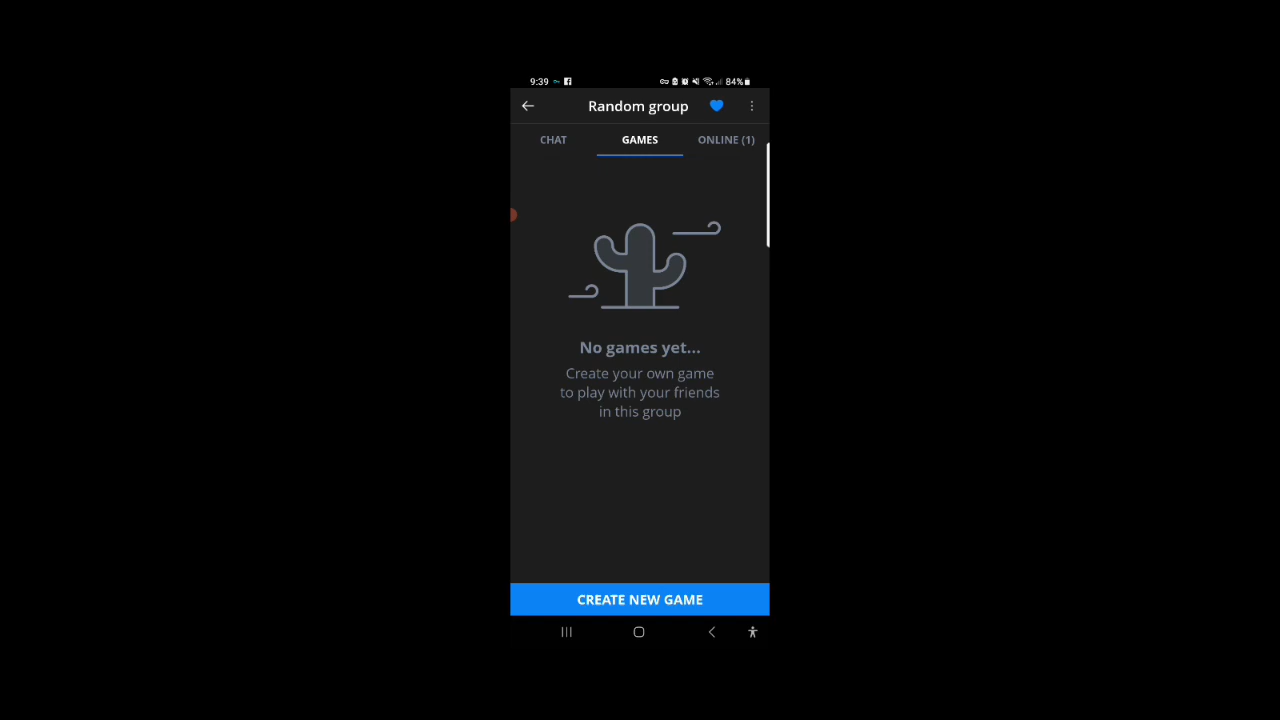 9:39 84%
Random group
CHAT GAMES ONLINE (1)
No games yet...
Create your own game
to play with your friends
in this group
CREATE NEW GAME